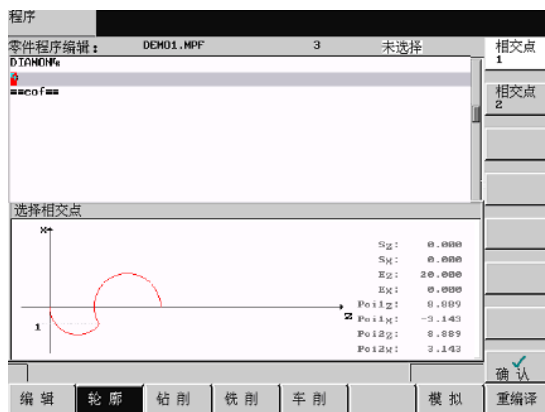 程序
零件程序编辑: DEMO1.MPF 3 未选择
DIAMON
==eof==
选择相交点
X
Sz: 0.000
Sx: 0.000
Ez: 20.000
Ex: 0.000
Poi1z: 8.889
Z Poi1x: -3.143
Poi2z: 8.889
Poi2x: 3.143
1
相交点
1
相交点
2
确认
编辑 轮廓 钻削 铣削 车削 模拟 重编译